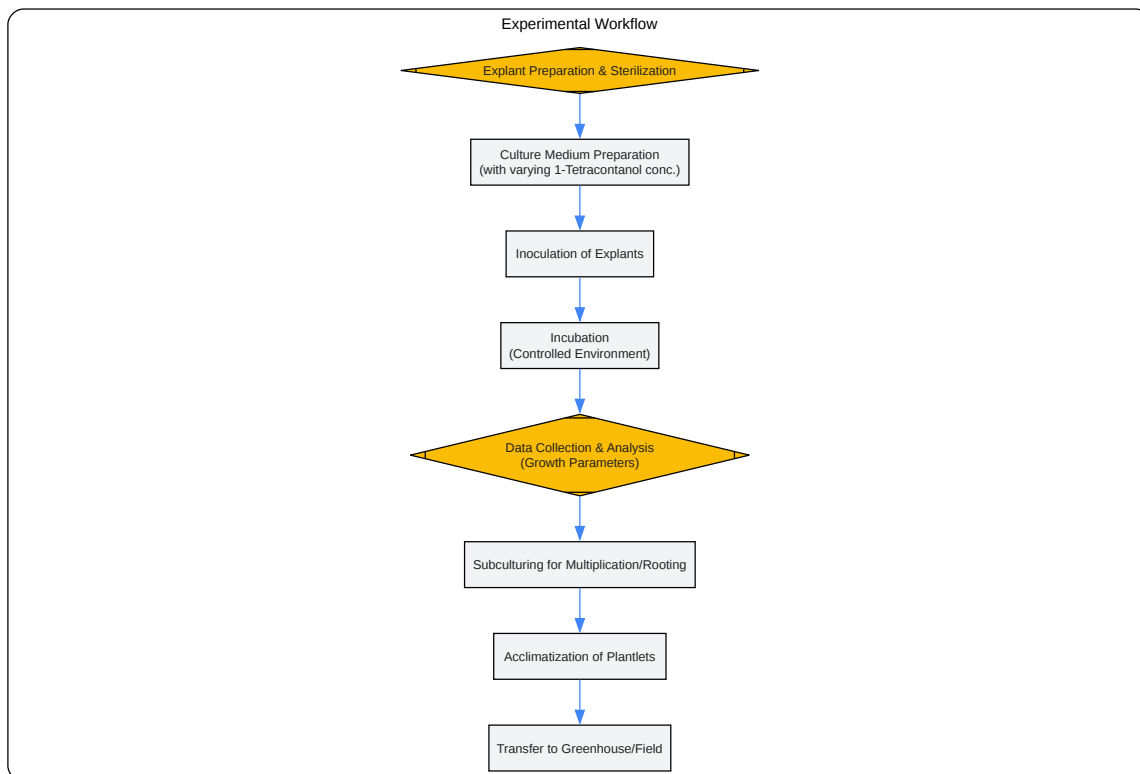 Experimental Workflow
Explant Preparation & Sterilization
Culture Medium Preparation
(with varying 1-Tetracontanol conc.)
Inoculation of Explants
Incubation
(Controlled Environment)
Data Collection & Analysis
(Growth Parameters)
Subculturing for Multiplication/Rooting
Acclimatization of Plantlets
Transfer to Greenhouse/Field